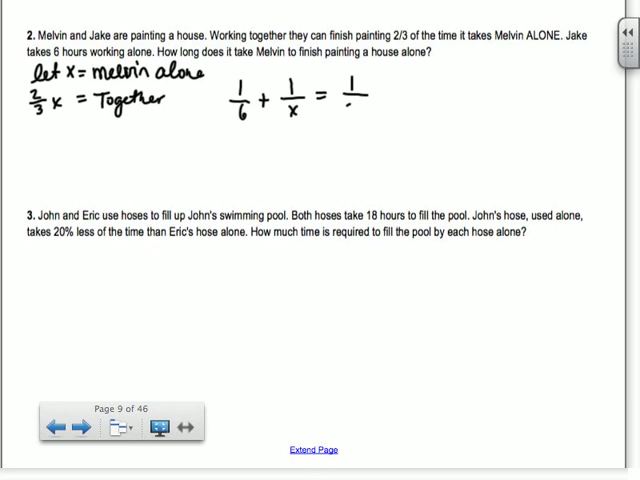 2. Melvin and Jake are painting a house. Working together they can finish painting 2/3 of the time it takes Melvin ALONE. Jake
takes 6 hours working alone. How long does it take Melvin to finish painting a house alone?
let x = melvin alone
2/3 x = Together
1/6 + 1/x = 1/
3. John and Eric use hoses to fill up John's swimming pool. Both hoses take 18 hours to fill the pool. John's hose, used alone,
takes 20% less of the time than Eric's hose alone. How much time is required to fill the pool by each hose alone?
Page 9 of 46
Extend Page